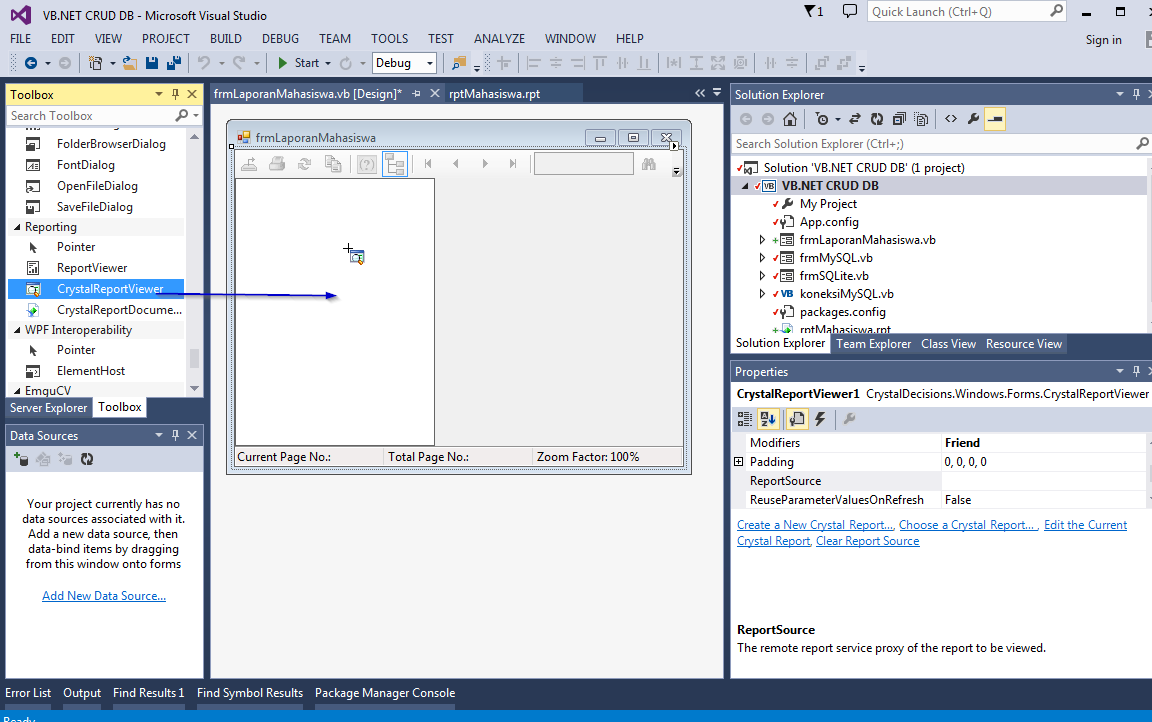 VB.NET CRUD DB - Microsoft Visual Studio
1
Quick Launch (Ctrl+Q)
FILE EDIT VIEW PROJECT BUILD DEBUG TEAM TOOLS TEST ANALYZE WINDOW HELP
Sign in
Start
Debug
Toolbox
Search Toolbox
FolderBrowserDialog
FontDialog
OpenFileDialog
SaveFileDialog
Reporting
Pointer
ReportViewer
CrystalReportViewer
CrystalReportDocume...
WPF Interoperability
Pointer
ElementHost
EmguCV
Server Explorer Toolbox
Data Sources
Your project currently has no
data sources associated with it.
Add a new data source, then
data-bind items by dragging
from this window onto forms
Add New Data Source...
frmLaporanMahasiswa.vb [Design]* rptMahasiswa.rpt
frmLaporanMahasiswa
Current Page No.: Total Page No.: Zoom Factor: 100%
Solution Explorer
Search Solution Explorer (Ctrl+;)
Solution 'VB.NET CRUD DB' (1 project)
VB VB.NET CRUD DB
My Project
App.config
frmLaporanMahasiswa.vb
frmMySQL.vb
frmSQLite.vb
VB koneksiMySQL.vb
packages.config
rptMahasiswa.rpt
Solution Explorer Team Explorer Class View Resource View
Properties
CrystalReportViewer1 CrystalDecisions.Windows.Forms.CrystalReportViewer
Modifiers Friend
Padding 0, 0, 0, 0
ReportSource
ReuseParameterValuesOnRefresh False
Create a New Crystal Report..., Choose a Crystal Report... , Edit the Current
Crystal Report, Clear Report Source
ReportSource
The remote report service proxy of the report to be viewed.
Error List Output Find Results 1 Find Symbol Results Package Manager Console
Ready